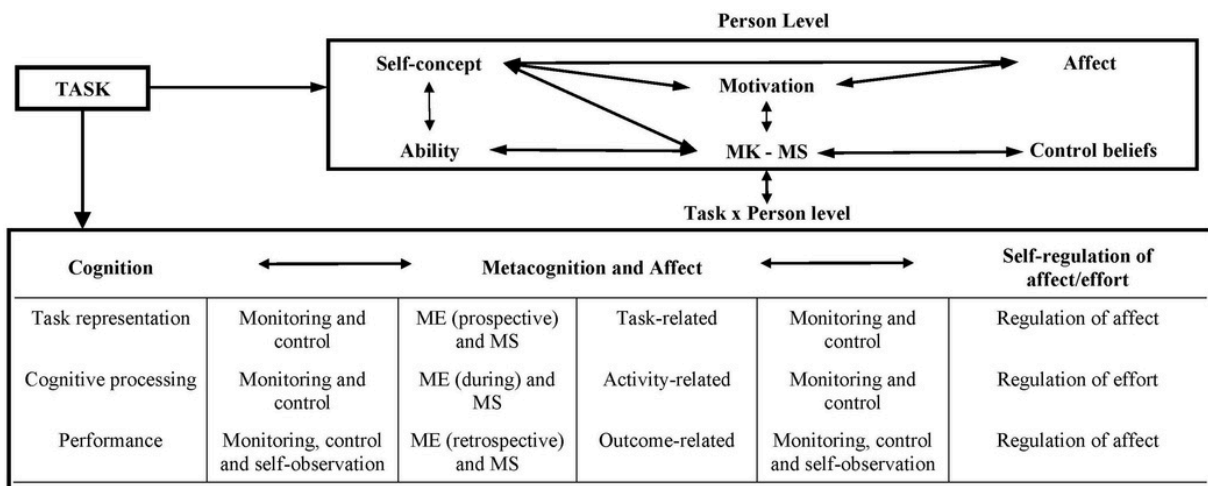 Person Level
Self-concept
Affect
TASK
Motivation
Ability
MK - MS
Control beliefs
Task x Person level
Cognition
Metacognition and Affect
Self-regulation of
affect/effort
Task representation
Monitoring and
control
ME (prospective)
and MS
Task-related
Monitoring and
control
Regulation of affect
Cognitive processing
Monitoring and
control
ME (during) and
MS
Activity-related
Monitoring and
control
Regulation of effort
Performance
Monitoring, control
and self-observation
ME (retrospective)
and MS
Outcome-related
Monitoring, control
and self-observation
Regulation of affect